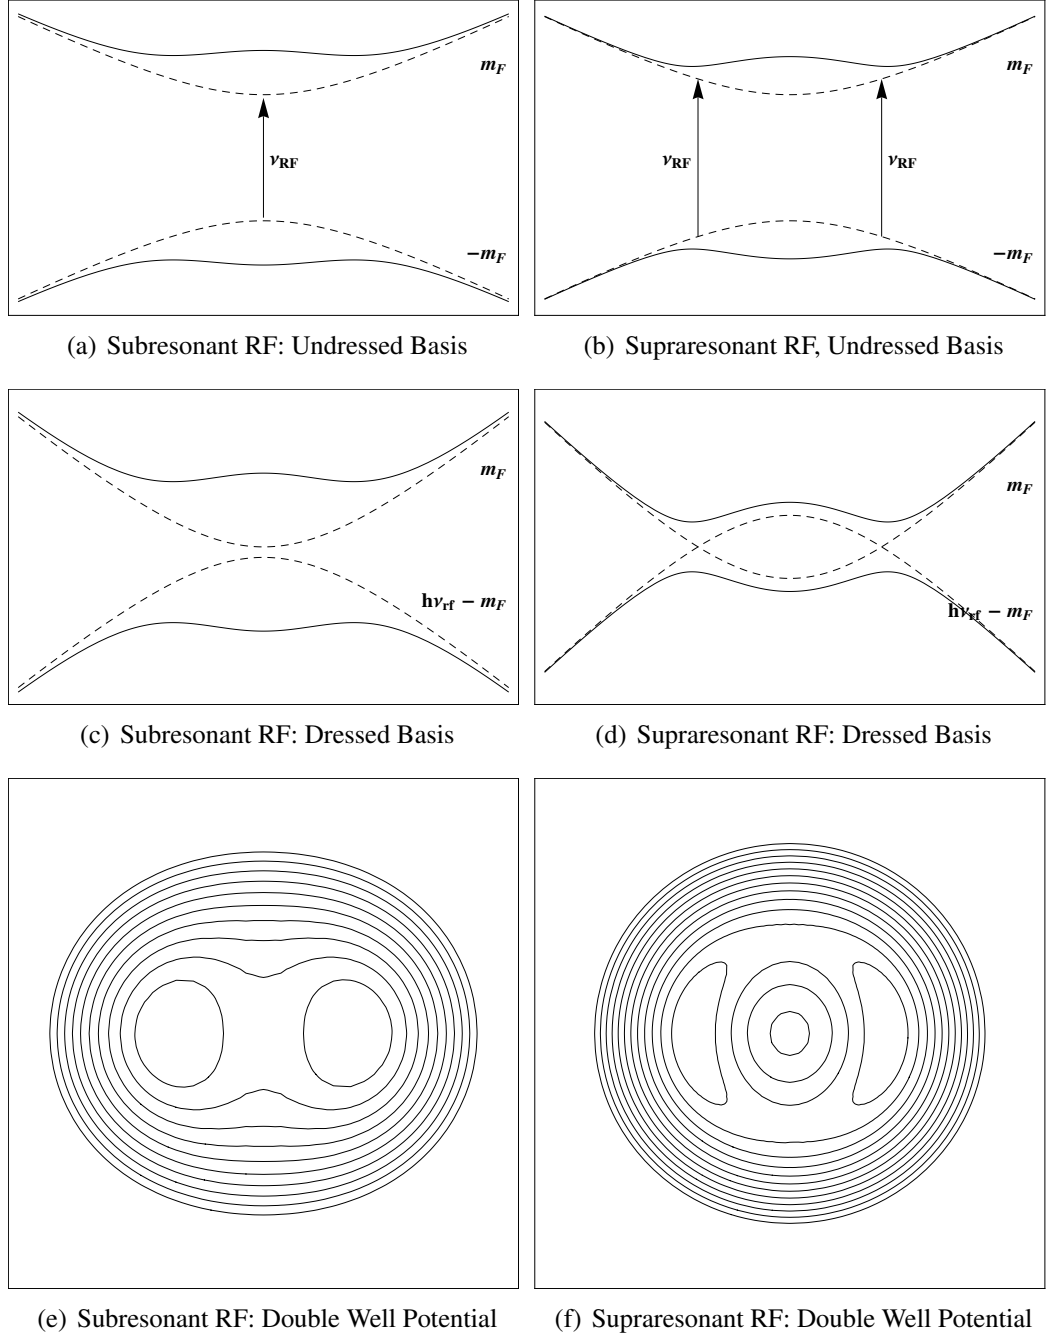 m_F
ν_RF
−m_F
(a) Subresonant RF: Undressed Basis
m_F
ν_RF
ν_RF
−m_F
(b) Supraresonant RF, Undressed Basis
m_F
hν_rf − m_F
(c) Subresonant RF: Dressed Basis
m_F
hν_rf − m_F
(d) Supraresonant RF: Dressed Basis
(e) Subresonant RF: Double Well Potential
(f) Supraresonant RF: Double Well Potential